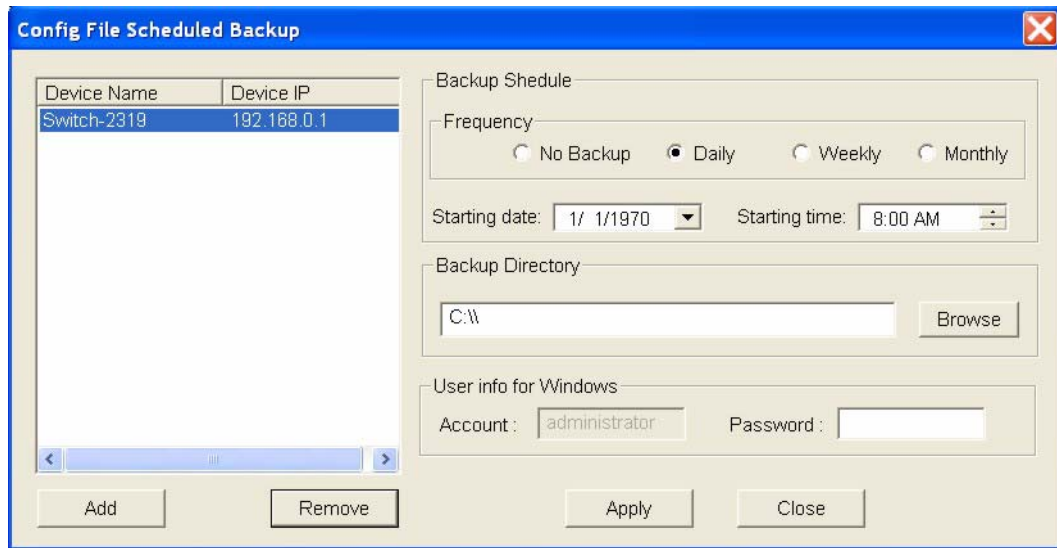 Config File Scheduled Backup
Device Name Device IP
Switch-2319 192.168.0.1
Backup Shedule
Frequency
No Backup Daily Weekly Monthly
Starting date: 1/ 1/1970 Starting time: 8:00 AM
Backup Directory
C:\\ Browse
User info for Windows
Account : administrator Password :
Add Remove Apply Close